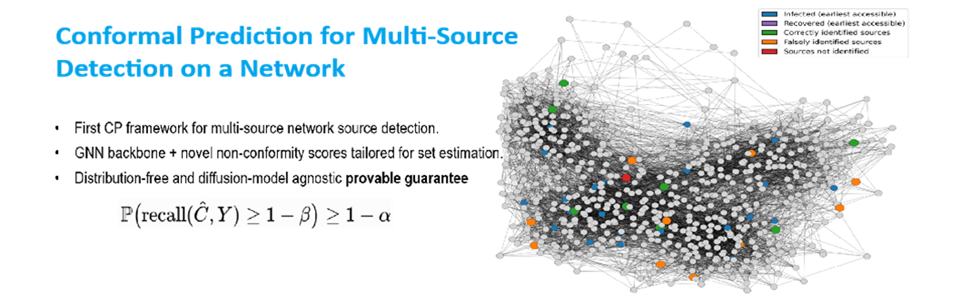 Conformal Prediction for Multi-Source
Detection on a Network
• First CP framework for multi-source network source detection.
• GNN backbone + novel non-conformity scores tailored for set estimation.
• Distribution-free and diffusion-model agnostic provable guarantee
ℙ(recall(Ĉ, Y) ≥ 1 − β) ≥ 1 − α
Infected (earliest accessible)
Recovered (earliest accessible)
Correctly identified sources
Falsely identified sources
Sources not identified